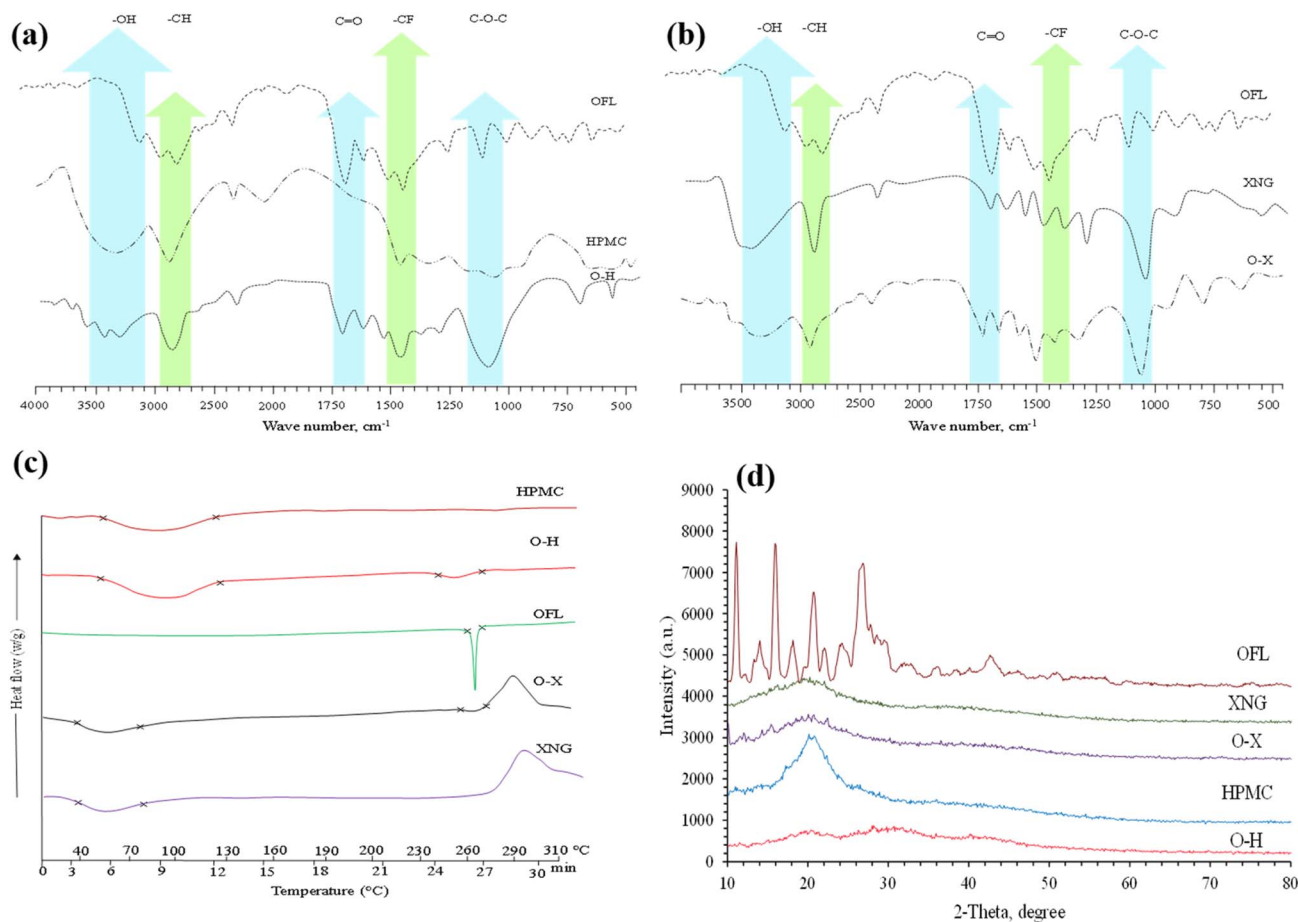 (a)
-OH -CH C=O -CF C-O-C
OFL
HPMC
O-H
4000 3000 2500 2000 1750 1500 1250 1000 750 500
Wave number, cm-1
(b)
-OH -CH C=O -CF C-O-C
OFL
XNG
O-X
3500 3000 2500 2000 1750 1500 1250 1000 750 500
Wave number, cm-1
(c)
HPMC
O-H
OFL
O-X
XNG
Heat flow (w/g)
40 70 100 130 160 190 210 240 260 290 310 °C
0 3 6 9 12 15 18 21 24 27 30 min
Temperature (°C)
(d)
9000
8000
7000
6000
5000
4000
3000
2000
1000
0
Intensity (a.u.)
OFL
XNG
O-X
HPMC
O-H
10 20 30 40 50 60 70 80
2-Theta, degree